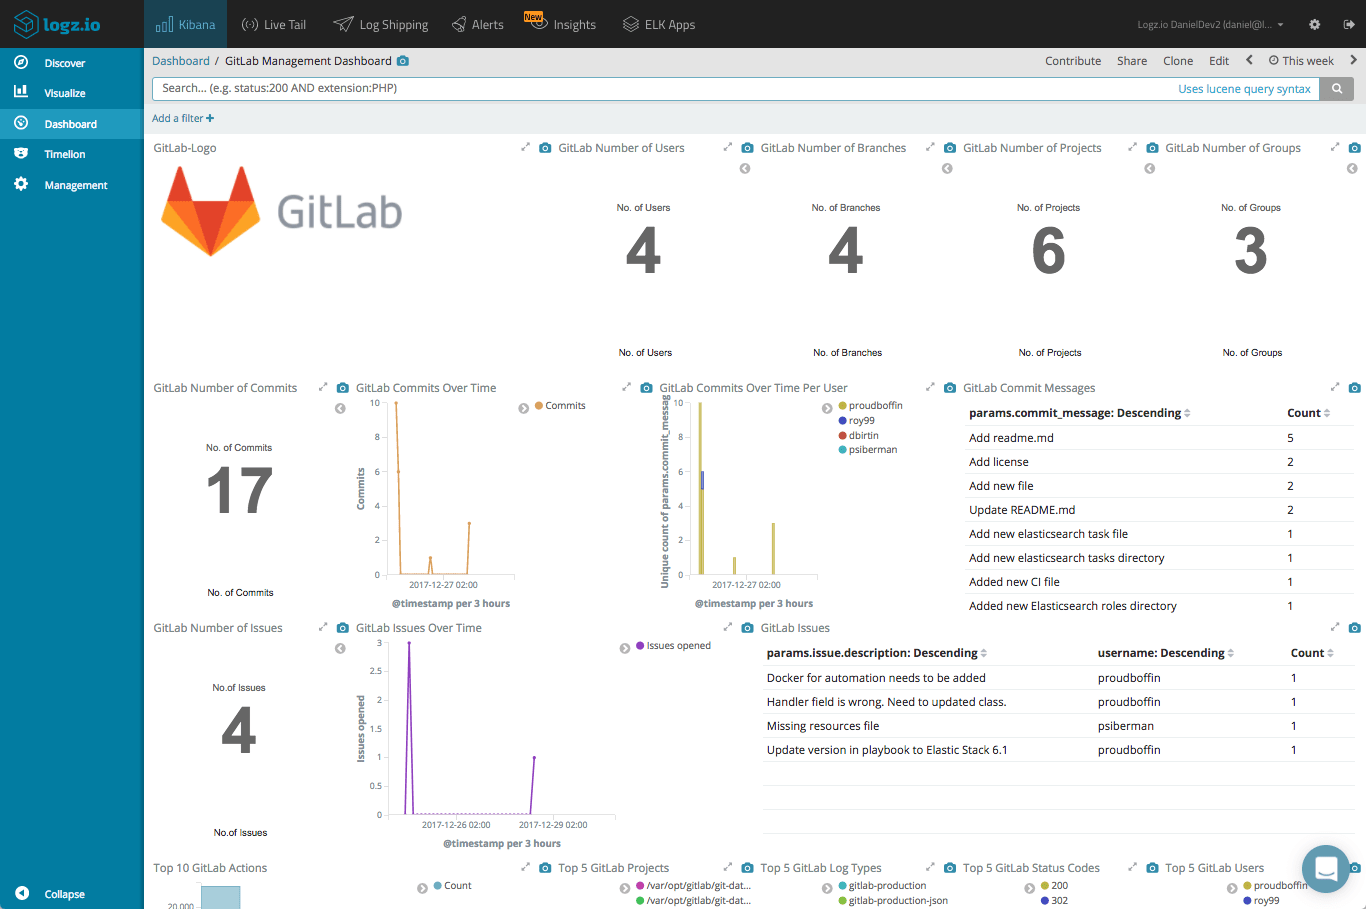 logz.io
Kibana
Live Tail
Log Shipping
Alerts
New
Insights
ELK Apps
Logz.io DanielDev2 (daniel@l...
Discover
Visualize
Dashboard
Timelion
Management
Collapse
Dashboard / GitLab Management Dashboard
Contribute
Share
Clone
Edit
This week
Search... (e.g. status:200 AND extension:PHP)
Uses lucene query syntax
Add a filter +
GitLab-Logo
GitLab
GitLab Number of Users
No. of Users
4
No. of Users
GitLab Number of Branches
No. of Branches
4
No. of Branches
GitLab Number of Projects
No. of Projects
6
No. of Projects
GitLab Number of Groups
No. of Groups
3
No. of Groups
GitLab Number of Commits
No. of Commits
17
No. of Commits
GitLab Commits Over Time
Commits
10
8
6
4
2
0
Commits
2017-12-27 02:00
@timestamp per 3 hours
GitLab Commits Over Time Per User
Unique count of params.commit_messag
10
8
6
4
2
0
proudboffin
roy99
dbirtin
psiberman
2017-12-27 02:00
@timestamp per 3 hours
GitLab Commit Messages
params.commit_message: Descending Count
Add readme.md 5
Add license 2
Add new file 2
Update README.md 2
Add new elasticsearch task file 1
Add new elasticsearch tasks directory 1
Added new CI file 1
Added new Elasticsearch roles directory 1
GitLab Number of Issues
No.of Issues
4
No.of Issues
GitLab Issues Over Time
Issues opened
3
2.5
2
1.5
1
0.5
0
Issues opened
2017-12-26 02:00
2017-12-29 02:00
@timestamp per 3 hours
GitLab Issues
params.issue.description: Descending username: Descending Count
Docker for automation needs to be added proudboffin 1
Handler field is wrong. Need to updated class. proudboffin 1
Missing resources file psiberman 1
Update version in playbook to Elastic Stack 6.1 proudboffin 1
Top 10 GitLab Actions
20,000
Count
Top 5 GitLab Projects
/var/opt/gitlab/git-dat...
/var/opt/gitlab/git-dat...
Top 5 GitLab Log Types
gitlab-production
gitlab-production-json
Top 5 GitLab Status Codes
200
302
Top 5 GitLab Users
proudboffin
roy99